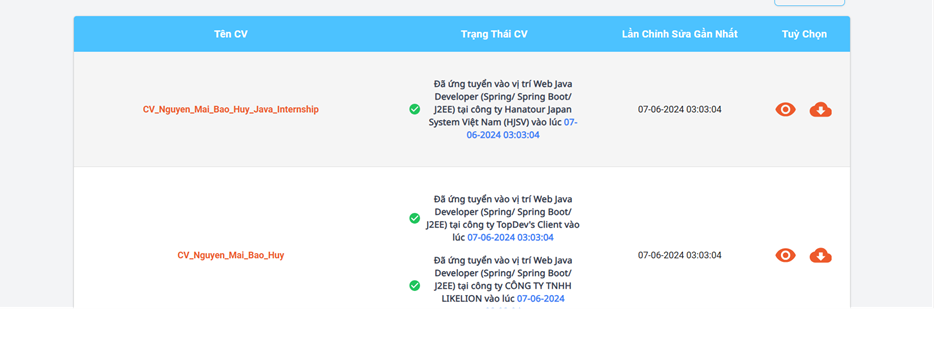 Tên CV
Trạng Thái CV
Lần Chỉnh Sửa Gần Nhất
Tuỳ Chọn
CV_Nguyen_Mai_Bao_Huy_Java_Internship
Đã ứng tuyển vào vị trí Web Java
Developer (Spring/ Spring Boot/
J2EE) tại công ty Hanatour Japan
System Việt Nam (HJSV) vào lúc 07-
06-2024 03:03:04
07-06-2024 03:03:04
CV_Nguyen_Mai_Bao_Huy
Đã ứng tuyển vào vị trí Web Java
Developer (Spring/ Spring Boot/
J2EE) tại công ty TopDev's Client vào
lúc 07-06-2024 03:03:04
Đã ứng tuyển vào vị trí Web Java
Developer (Spring/ Spring Boot/
J2EE) tại công ty CÔNG TY TNHH
LIKELION vào lúc 07-06-2024
07-06-2024 03:03:04